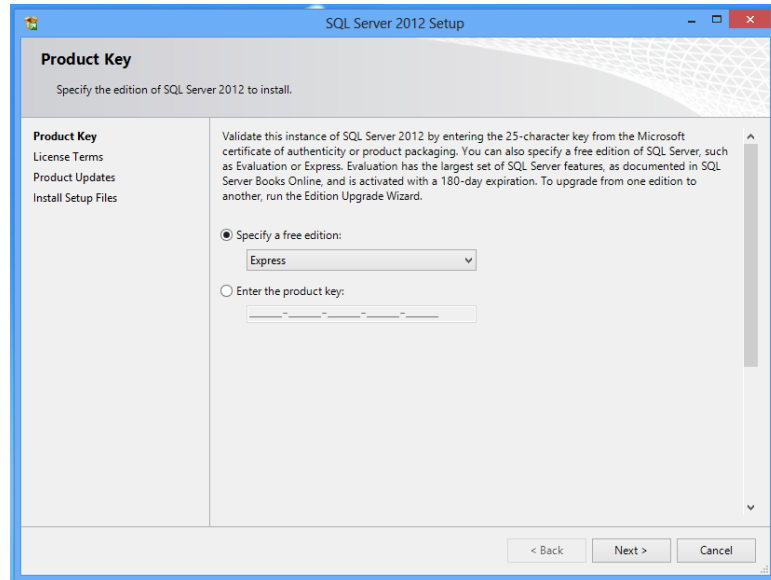 SQL Server 2012 Setup
Product Key
Specify the edition of SQL Server 2012 to install.
Product Key
License Terms
Product Updates
Install Setup Files
Validate this instance of SQL Server 2012 by entering the 25-character key from the Microsoft
certificate of authenticity or product packaging. You can also specify a free edition of SQL Server, such
as Evaluation or Express. Evaluation has the largest set of SQL Server features, as documented in SQL
Server Books Online, and is activated with a 180-day expiration. To upgrade from one edition to
another, run the Edition Upgrade Wizard.
Specify a free edition:
Express
Enter the product key:
_____-_____-_____-_____-_____
< Back Next > Cancel